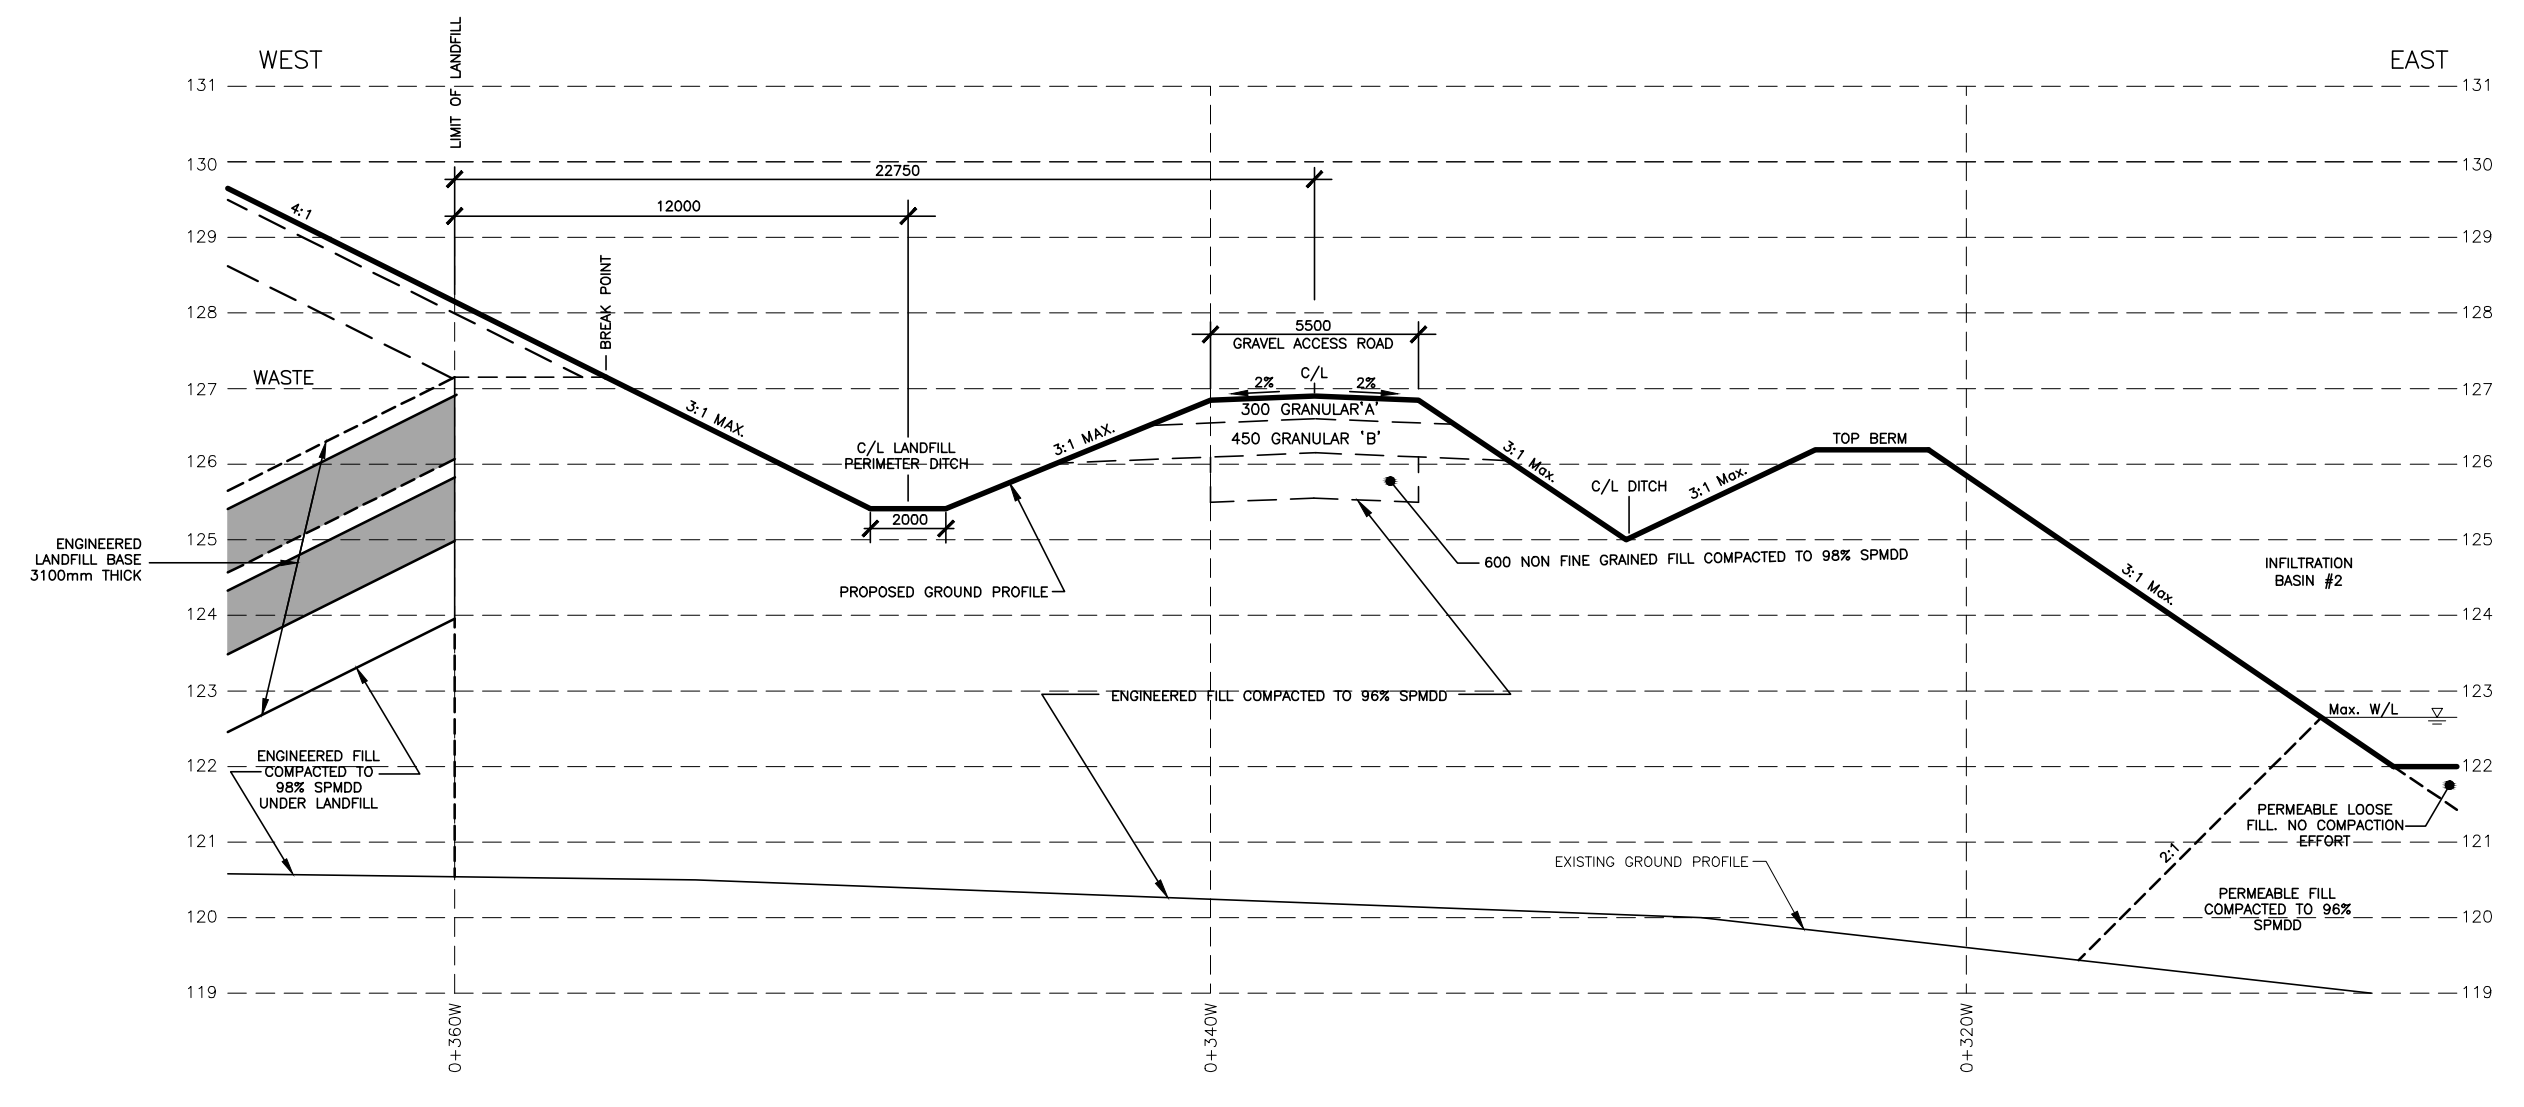 WEST
EAST
LIMIT OF LANDFILL
131
131
130
130
22750
12000
4:1
129
129
BREAK POINT
128
128
5500
GRAVEL ACCESS ROAD
C/L
WASTE
127
2%
2%
127
300 GRANULAR 'A'
3:1 MAX.
450 GRANULAR 'B'
TOP BERM
3:1 MAX.
C/L LANDFILL
PERIMETER DITCH
126
126
3:1 Max.
3:1 Max.
C/L DITCH
2000
125
125
ENGINEERED
LANDFILL BASE
3100mm THICK
600 NON FINE GRAINED FILL COMPACTED TO 98% SPMDD
INFILTRATION
BASIN #2
3:1 Max.
PROPOSED GROUND PROFILE
124
124
123
ENGINEERED FILL COMPACTED TO 96% SPMDD
123
Max. W/L
ENGINEERED FILL
COMPACTED TO
98% SPMDD
UNDER LANDFILL
122
122
PERMEABLE LOOSE
FILL. NO COMPACTION
EFFORT
121
121
2:1
EXISTING GROUND PROFILE
PERMEABLE FILL
COMPACTED TO 96%
SPMDD
120
120
119
119
0+360W
0+340W
0+320W